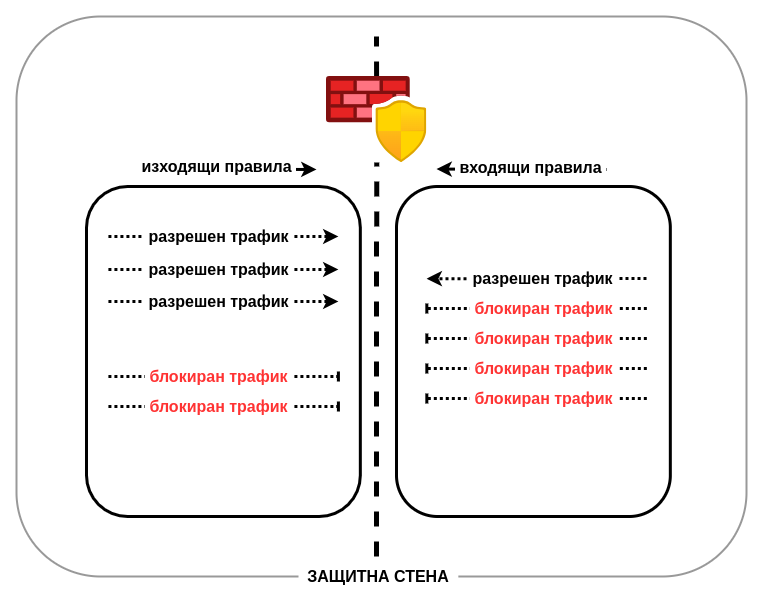 изходящи правила
разрешен трафик
разрешен трафик
разрешен трафик
блокиран трафик
блокиран трафик
входящи правила
разрешен трафик
блокиран трафик
блокиран трафик
блокиран трафик
блокиран трафик
ЗАЩИТНА СТЕНА